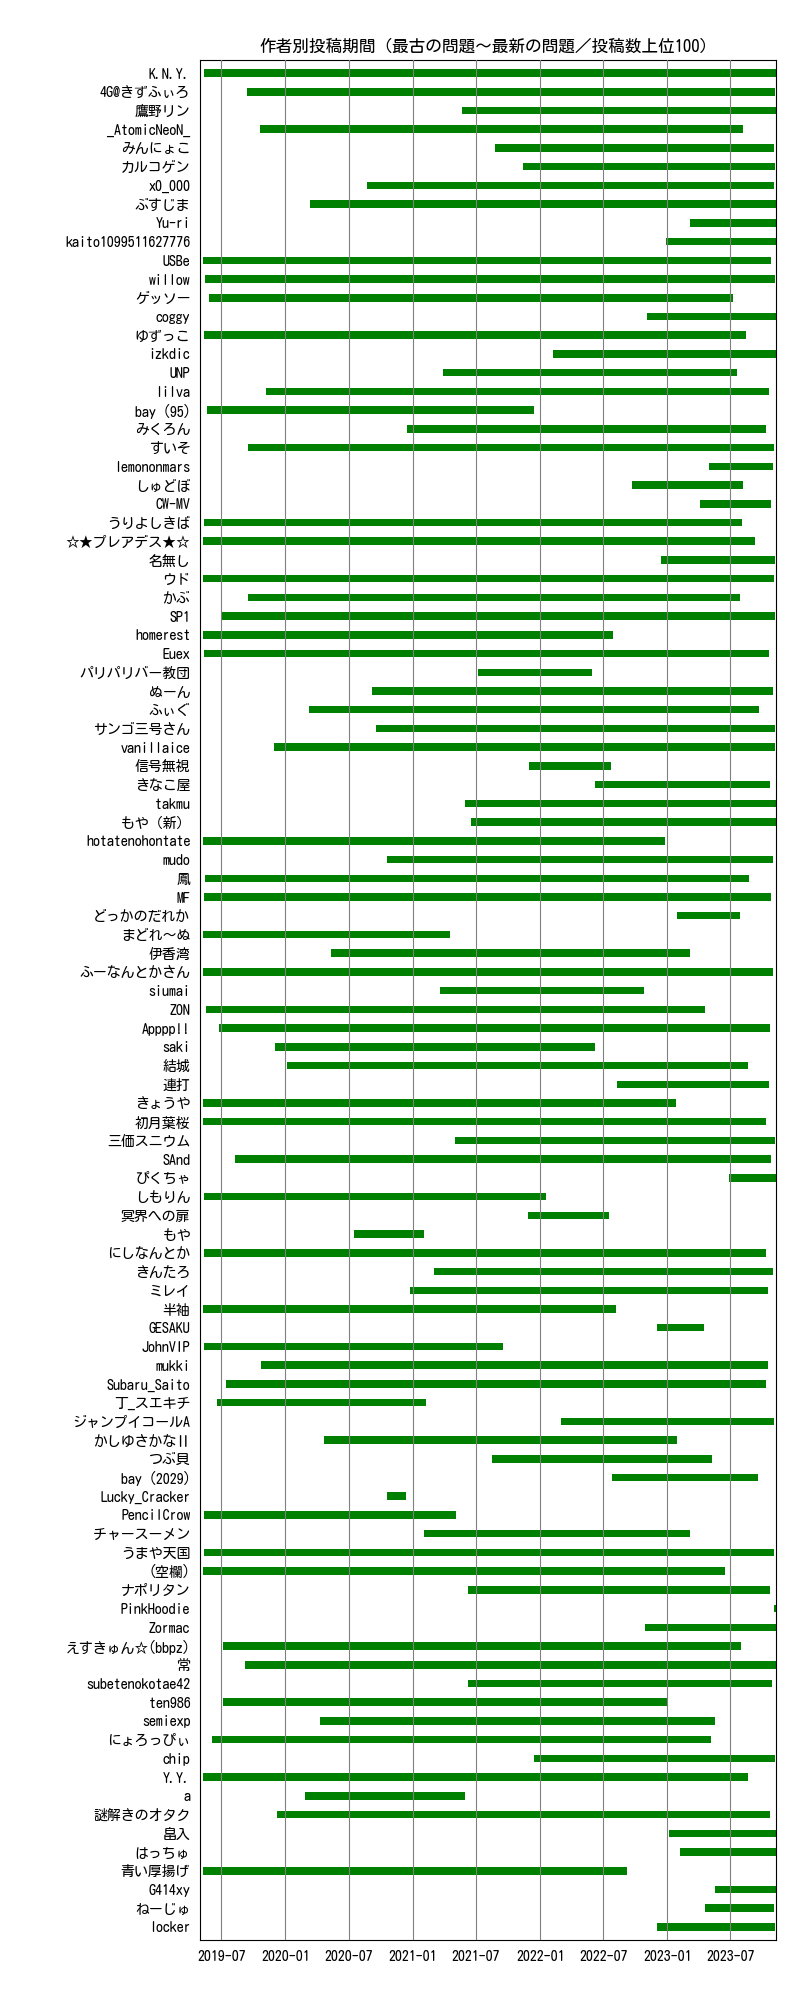 作者別投稿期間（最古の問題～最新の問題／投稿数上位100）
K.N.Y.
4G@きずふぃろ
鷹野リン
_AtomicNeoN_
みんにょこ
カルコゲン
x0_000
ぶすじま
Yu-ri
kaito1099511627776
USBe
willow
ゲッソー
coggy
ゆずっこ
izkdic
UNP
lilva
bay (95)
みくろん
すいそ
lemononmars
しゅどぼ
CW-MV
うりよしきば
☆★プレアデス★☆
名無し
ウド
かぶ
SP1
homerest
Euex
パリパリバー教団
ぬーん
ふぃぐ
サンゴ三号さん
vanillaice
信号無視
きなこ屋
takmu
もや（新）
hotatenohontate
mudo
鳳
MF
どっかのだれか
まどれ～ぬ
伊香湾
ふーなんとかさん
siumai
ZON
AppppII
saki
結城
連打
きょうや
初月葉桜
三価スニウム
SAnd
ぴくちゃ
しもりん
冥界への扉
もや
にしなんとか
きんたろ
ミレイ
半袖
GESAKU
JohnVIP
mukki
Subaru_Saito
丁_スエキチ
ジャンプイコールA
かしゆさかなⅡ
つぶ貝
bay (2029)
Lucky_Cracker
PencilCrow
チャースーメン
うまや天国
(空欄)
ナポリタン
PinkHoodie
Zormac
えすきゅん☆(bbpz)
常
subetenokotae42
ten986
semiexp
にょろっぴぃ
chip
Y.Y.
a
謎解きのオタク
畠入
はっちゅ
青い厚揚げ
G414xy
ねーじゅ
locker
2019-07 2020-01 2020-07 2021-01 2021-07 2022-01 2022-07 2023-01 2023-07